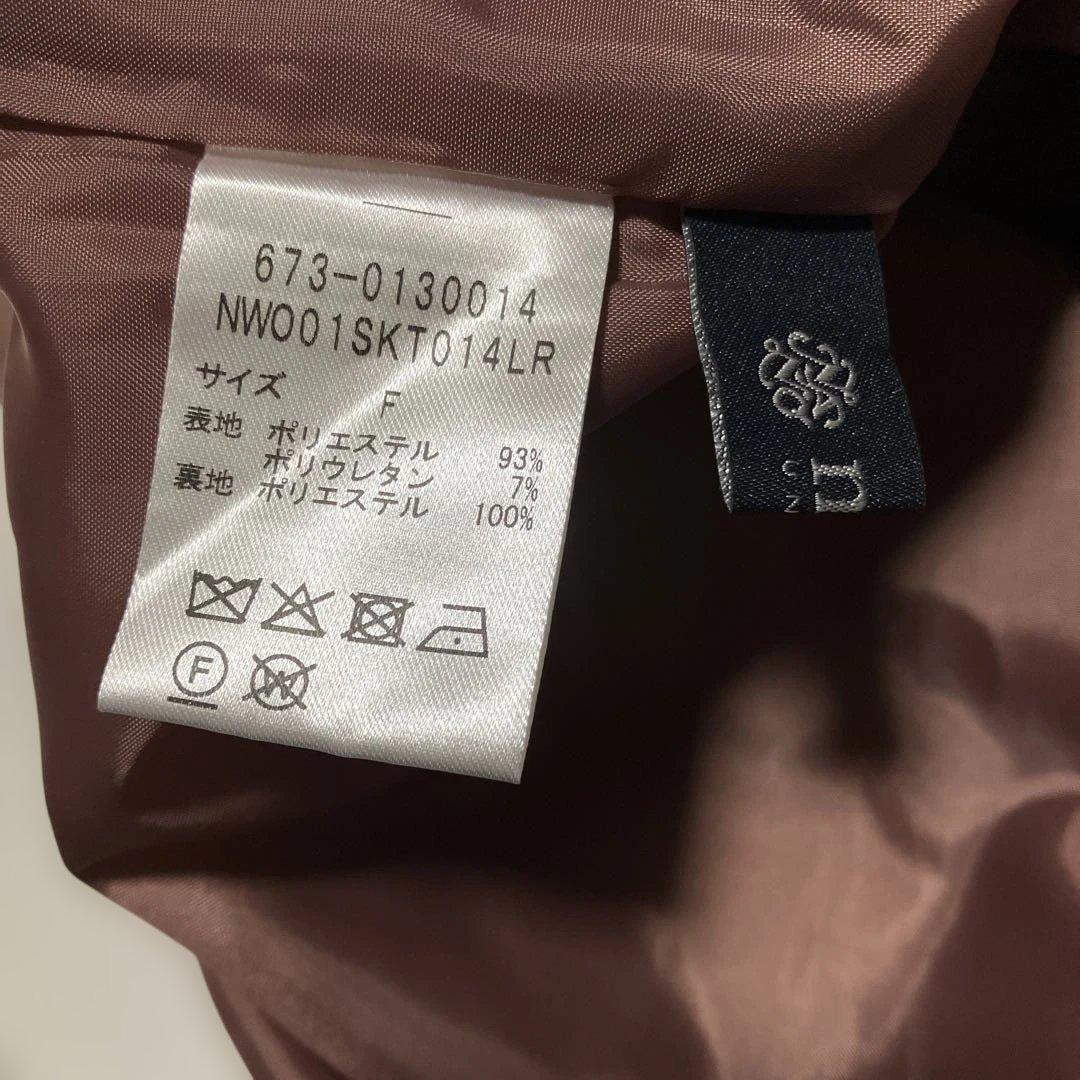 673-0130014
NW001SKT014LR
サイズ F
表地 ポリエステル 93%
ポリウレタン 7%
裏地 ポリエステル 100%
F
W
n